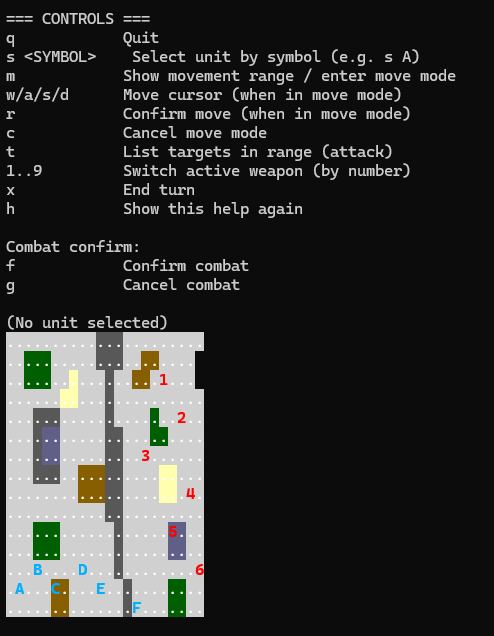 === CONTROLS ===
q Quit
s <SYMBOL> Select unit by symbol (e.g. s A)
m Show movement range / enter move mode
w/a/s/d Move cursor (when in move mode)
r Confirm move (when in move mode)
c Cancel move mode
t List targets in range (attack)
1..9 Switch active weapon (by number)
x End turn
h Show this help again
Combat confirm:
f Confirm combat
g Cancel combat
(No unit selected)
......................
.....................
.................1...
......................
...................2..
......................
...............3......
......................
....................4.
......................
..................5...
......................
...B....D............6
.A...C....E...........
..............F.......